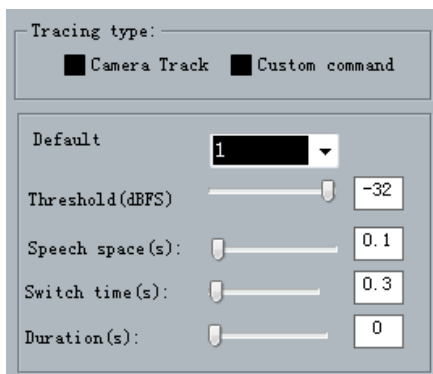 Tracing type:
Camera Track Custom command
Default 1
Threshold(dBFS) -32
Speech space(s): 0.1
Switch time(s): 0.3
Duration(s): 0